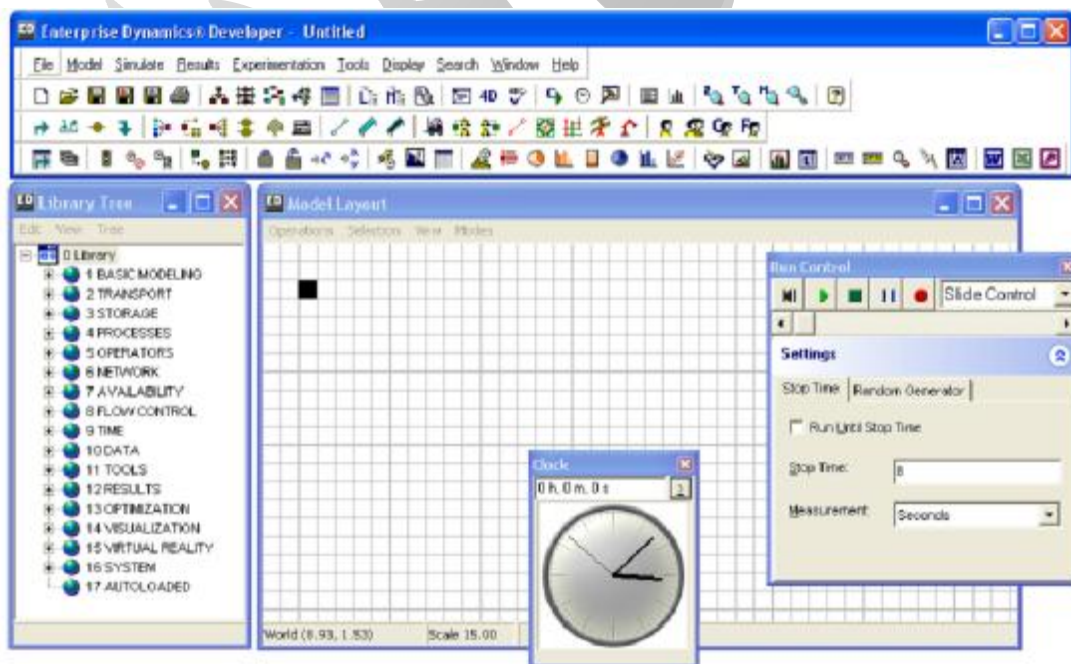 Enterprise Dynamics® Developer - Untitled
File Model Simulate Results Experimentation Tools Display Search Window Help
4D
Library Tree
Edit View Tree
0 Library
1 BASIC MODELING
2 TRANSPORT
3 STORAGE
4 PROCESSES
5 OPERATORS
6 NETWORK
7 AVAILABILITY
8 FLOW CONTROL
9 TIME
10 DATA
11 TOOLS
12 RESULTS
13 OPTIMIZATION
14 VISUALIZATION
15 VIRTUAL REALITY
16 SYSTEM
17 AUTOLOADED
Model Layout
Operations Selection View Modes
World (8.93, 1.53) Scale 15.00
Clock
0 h, 0 m, 0 s
Run Control
Slide Control
Settings
Stop Time Random Generator
Run Until Stop Time
Stop Time: 8
Measurement: Seconds